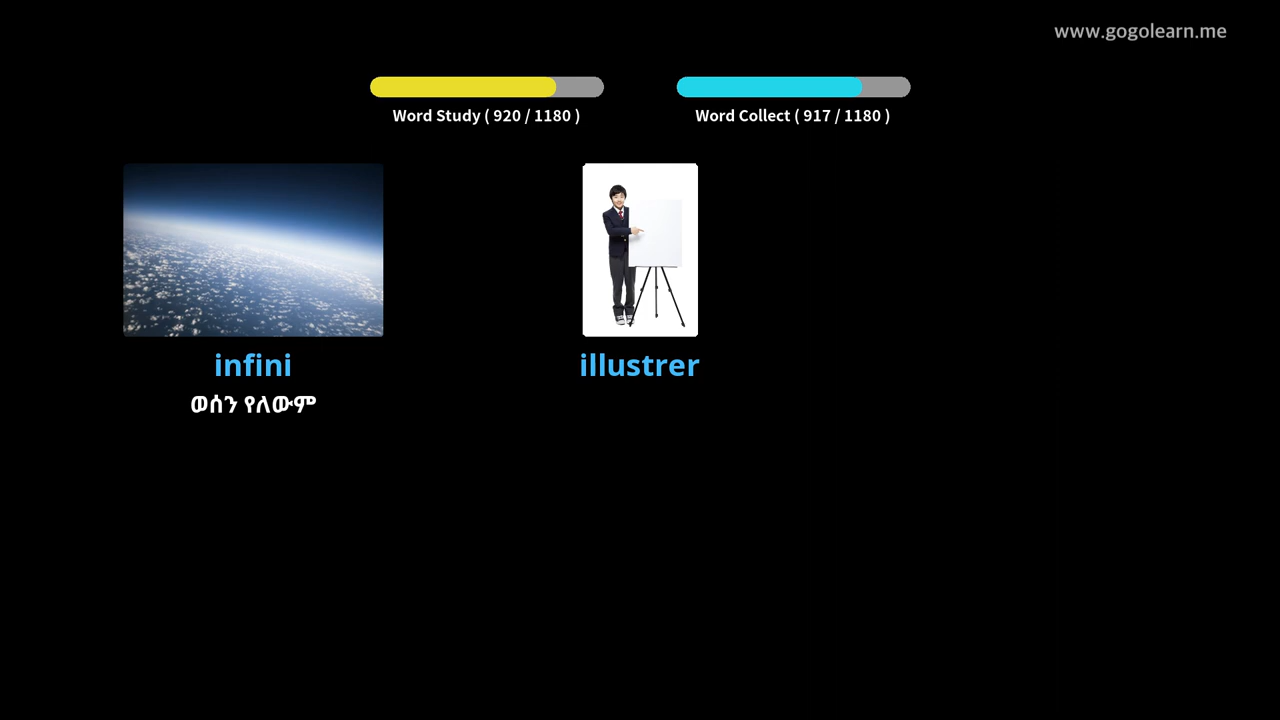 www.gogolearn.me
Word Study ( 920 / 1180 )
Word Collect ( 917 / 1180 )
infini
ወሰን የለውም
illustrer